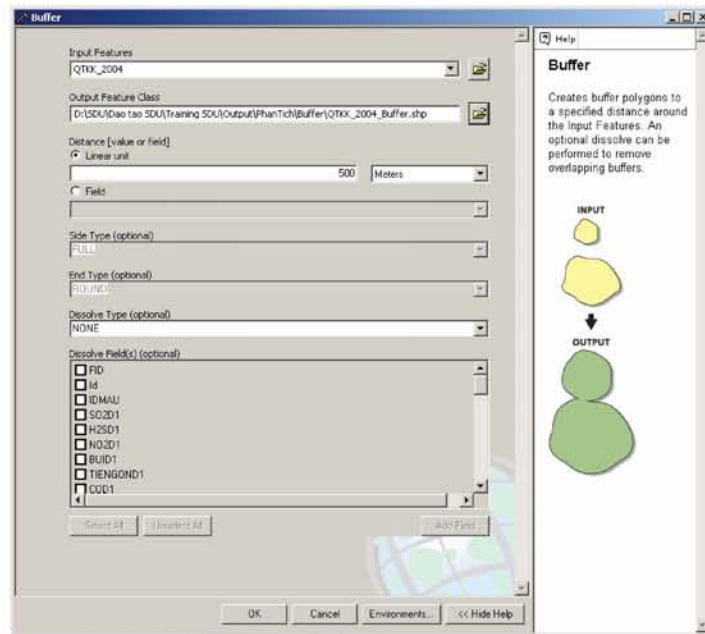 Buffer
Input Features
QTKK_2004
Output Feature Class
D:\SDU\Dao tao SDU\Training SDU\Output\PhanTich\Buffer\QTKK_2004_Buffer.shp
Distance [value or field]
Linear unit
500 Meters
Field
Side Type (optional)
FULL
End Type (optional)
ROUND
Dissolve Type (optional)
NONE
Dissolve Field(s) (optional)
FID
Id
IDMAU
SO2D1
H2SD1
NO2D1
BUID1
TIENGOND1
COD1
Select All Unselect All Add Field
OK Cancel Environments... << Hide Help
Help
Buffer
Creates buffer polygons to
a specified distance around
the Input Features. An
optional dissolve can be
performed to remove
overlapping buffers.
INPUT
OUTPUT